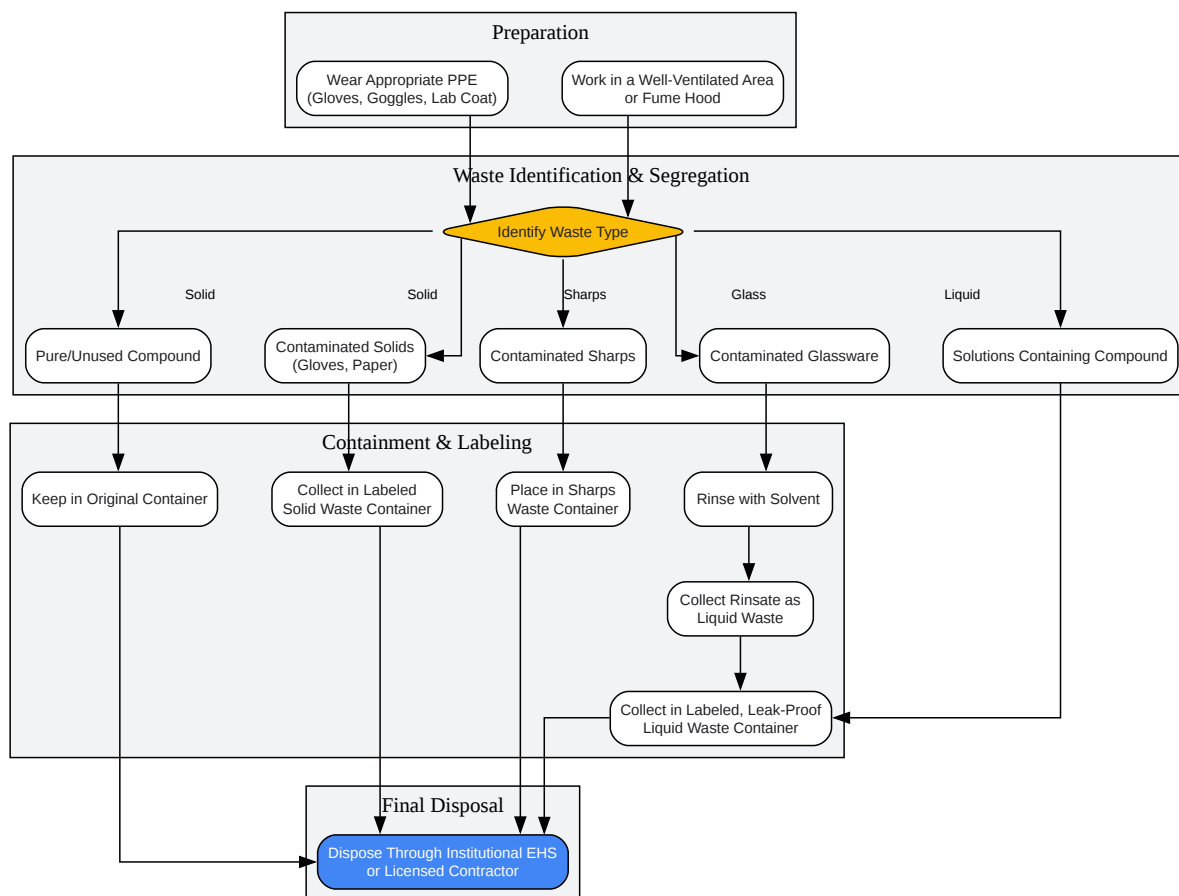 Preparation
Wear Appropriate PPE
(Gloves, Goggles, Lab Coat)
Work in a Well-Ventilated Area
or Fume Hood
Waste Identification & Segregation
Identify Waste Type
Solid
Solid
Sharps
Glass
Liquid
Pure/Unused Compound
Contaminated Solids
(Gloves, Paper)
Contaminated Sharps
Contaminated Glassware
Solutions Containing Compound
Containment & Labeling
Keep in Original Container
Collect in Labeled
Solid Waste Container
Place in Sharps
Waste Container
Rinse with Solvent
Collect Rinsate as
Liquid Waste
Collect in Labeled, Leak-Proof
Liquid Waste Container
Final Disposal
Dispose Through Institutional EHS
or Licensed Contractor